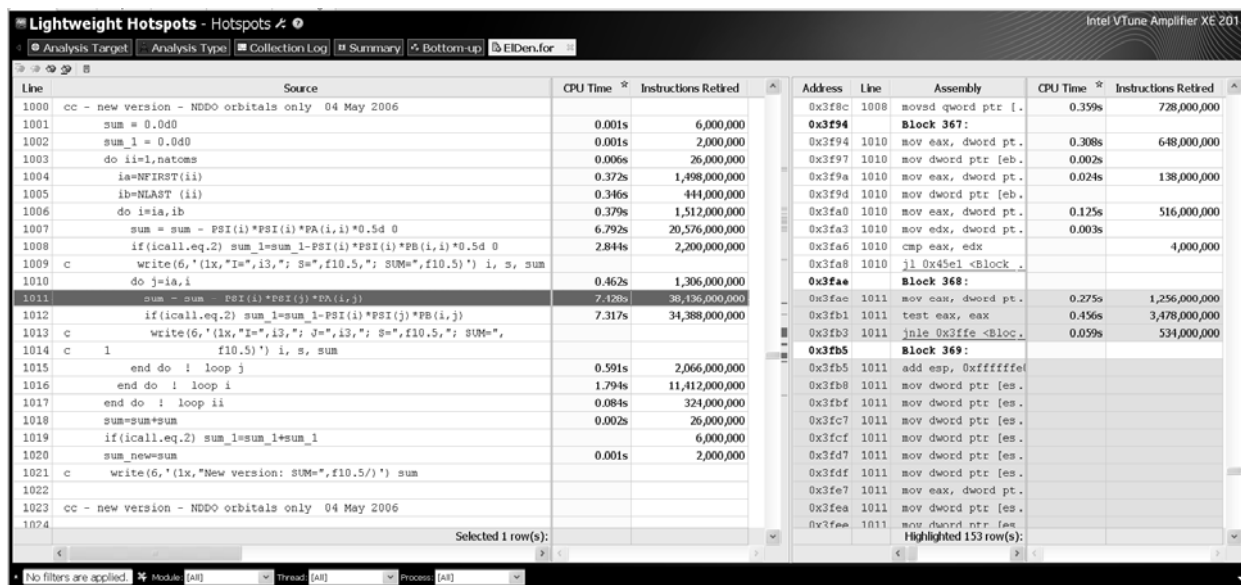 Lightweight Hotspots - Hotspots
Intel VTune Amplifier XE 201
Analysis Target Analysis Type Collection Log Summary Bottom-up ElDen.for
Line Source CPU Time Instructions Retired Address Line Assembly CPU Time Instructions Retired
1000 cc - new version - NDDO orbitals only 04 May 2006 0x3f8c 1008 movsd qword ptr [. 0.359s 728,000,000
1001 sum = 0.0d0 0.001s 6,000,000 0x3f94 Block 367:
1002 sum_1 = 0.0d0 0.001s 2,000,000 0x3f94 1010 mov eax, dword pt. 0.308s 648,000,000
1003 do ii=1,natoms 0.006s 26,000,000 0x3f97 1010 mov dword ptr [eb. 0.002s
1004 ia=NFIRST(ii) 0.372s 1,498,000,000 0x3f9a 1010 mov eax, dword pt. 0.024s 138,000,000
1005 ib=NLAST (ii) 0.346s 444,000,000 0x3f9d 1010 mov dword ptr [eb.
1006 do i=ia,ib 0.379s 1,512,000,000 0x3fa0 1010 mov eax, dword pt. 0.125s 516,000,000
1007 sum = sum - PSI(i)*PSI(i)*PA(i,i)*0.5d 0 6.792s 20,576,000,000 0x3fa3 1010 mov edx, dword pt. 0.003s
1008 if(icall.eq.2) sum_1=sum_1-PSI(i)*PSI(i)*PB(i,i)*0.5d 0 2.844s 2,200,000,000 0x3fa6 1010 cmp eax, edx 4,000,000
1009 c write(6,'(1x,"I=",i3,"; S=",f10.5,"; SUM=",f10.5)') i, s, sum 0x3fa8 1010 jl 0x45e1 <Block .
1010 do j=ia,i 0.462s 1,306,000,000 0x3fae Block 368:
1011 sum = sum - PSI(i)*PSI(j)*PA(i,j) 7.428s 38,436,000,000 0x3fae 1011 mov eax, dword pt. 0.275s 1,256,000,000
1012 if(icall.eq.2) sum_1=sum_1-PSI(i)*PSI(j)*PB(i,j) 7.317s 34,388,000,000 0x3fb1 1011 test eax, eax 0.456s 3,478,000,000
1013 c write(6,'(1x,"I=",i3,"; J=",i3,"; S=",f10.5,"; SUM=", 0x3fb3 1011 jnle 0x3ffe <Bloc. 0.059s 534,000,000
1014 c 1 f10.5)') i, s, sum 0x3fb5 Block 369:
1015 end do ! loop j 0.591s 2,066,000,000 0x3fb5 1011 add esp, 0xffffffe
1016 end do ! loop i 1.794s 11,412,000,000 0x3fb8 1011 mov dword ptr [es.
1017 end do ! loop ii 0.084s 324,000,000 0x3fbf 1011 mov dword ptr [es.
1018 sum=sum+sum 0.002s 26,000,000 0x3fc7 1011 mov dword ptr [es.
1019 if(icall.eq.2) sum_1=sum_1+sum_1 6,000,000 0x3fcf 1011 mov dword ptr [es.
1020 sum_new=sum 0.001s 2,000,000 0x3fd7 1011 mov dword ptr [es.
1021 c write(6,'(1x,"New version: SUM=",f10.5/)') sum 0x3fdf 1011 mov dword ptr [es.
1022 0x3fe7 1011 mov eax, dword pt.
1023 cc - new version - NDDO orbitals only 04 May 2006 0x3fea 1011 mov dword ptr [es.
1024 0x3fee 1011 mov dword ptr [es.
Selected 1 row(s): Highlighted 153 row(s):
No filters are applied. Module: [All] Thread: [All] Process: [All]